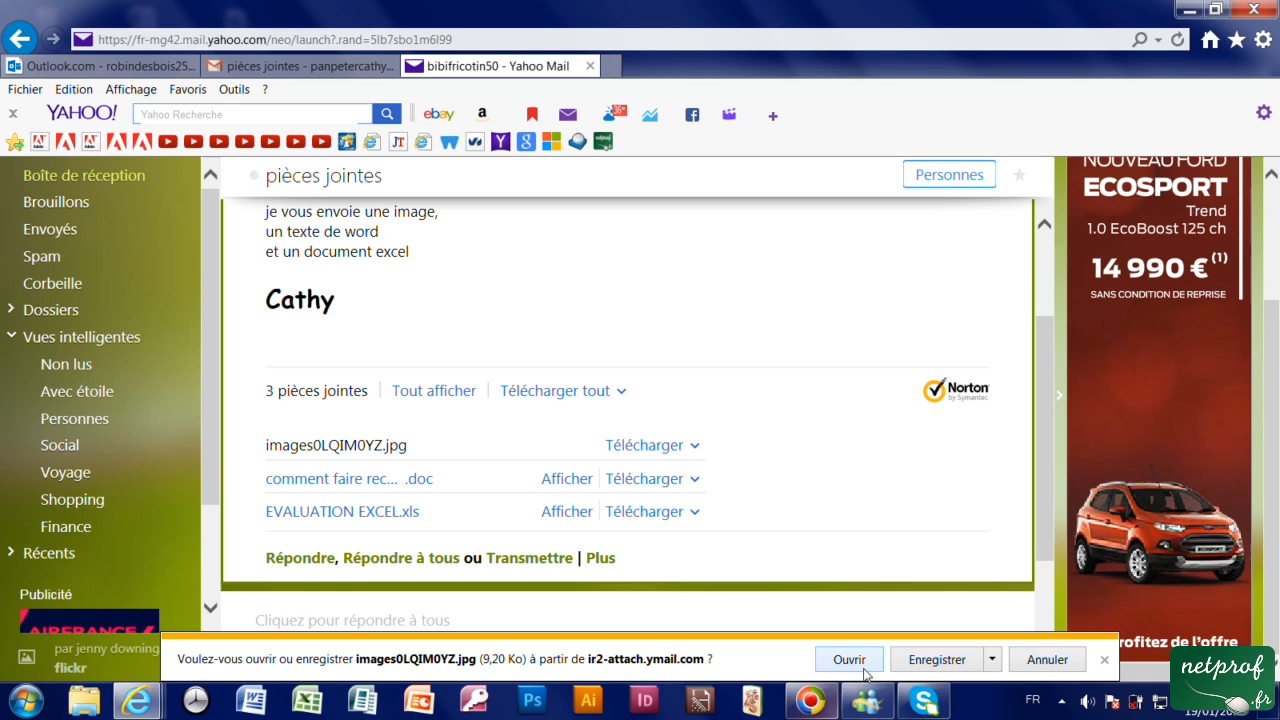 https://fr-mg42.mail.yahoo.com/neo/launch?.rand=5lb7sbo1m6l99
Outlook.com - robindesbois25...
pièces jointes - panpetercathy...
bibifricotin50 - Yahoo Mail
Fichier Edition Affichage Favoris Outils ?
YAHOO!
Yahoo Recherche
ebay
a
36°
JT
Boîte de réception
Brouillons
Envoyés
Spam
Corbeille
Dossiers
Vues intelligentes
Non lus
Avec étoile
Personnes
Social
Voyage
Shopping
Finance
Récents
Publicité
AIRFRANCE
par jenny downing
flickr
pièces jointes
Personnes
je vous envoie une image,
un texte de word
et un document excel
Cathy
3 pièces jointes | Tout afficher | Télécharger tout
Norton
by Symantec
images0LQIM0YZ.jpg Télécharger
comment faire rec... .doc Afficher Télécharger
EVALUATION EXCEL.xls Afficher Télécharger
Répondre, Répondre à tous ou Transmettre | Plus
Cliquez pour répondre à tous
NOUVEAU FORD
ECOSPORT
Trend
1.0 EcoBoost 125 ch
14 990 € (1)
SANS CONDITION DE REPRISE
profitez de l'offre
Voulez-vous ouvrir ou enregistrer images0LQIM0YZ.jpg (9,20 Ko) à partir de ir2-attach.ymail.com ?
Ouvrir
Enregistrer
Annuler
Ps
Ai
Id
FR
netprof
.fr